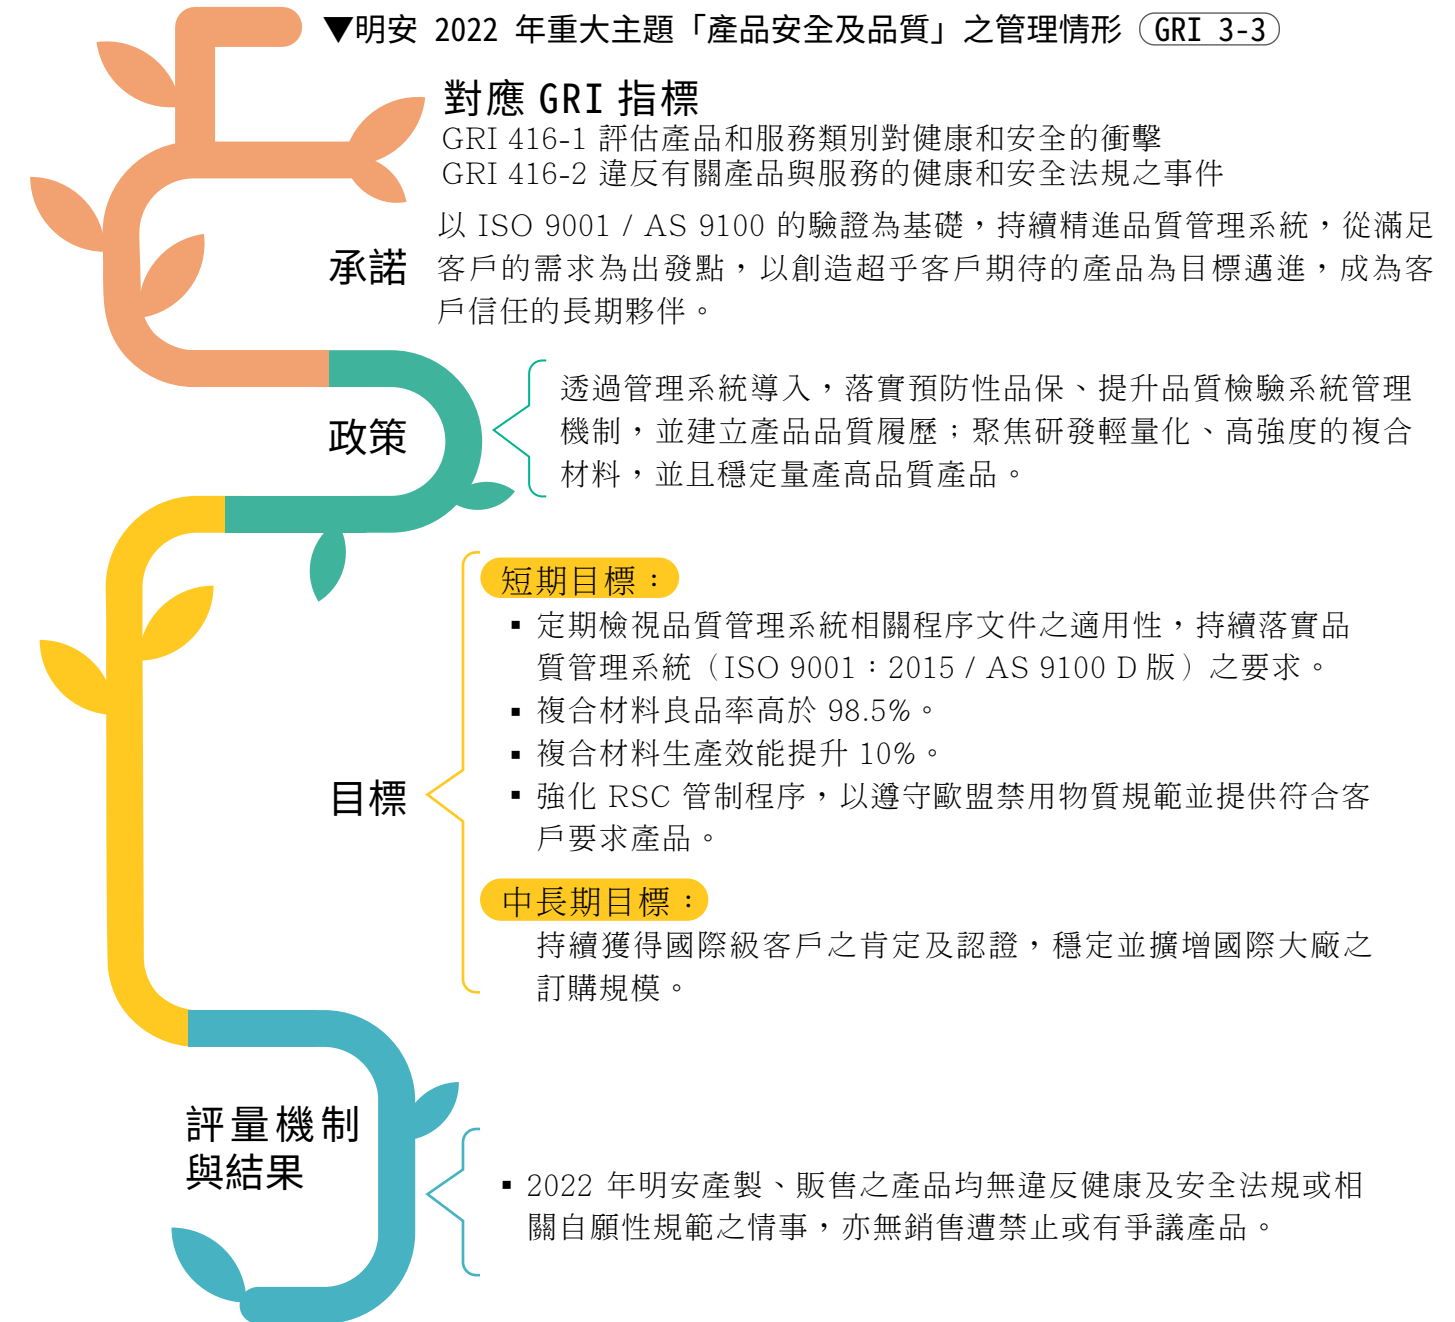 ▼明安 2022 年重大主題「產品安全及品質」之管理情形 GRI 3-3
對應 GRI 指標
GRI 416-1 評估產品和服務類別對健康和安全的衝擊
GRI 416-2 違反有關產品與服務的健康和安全法規之事件
承諾
以 ISO 9001 / AS 9100 的驗證為基礎，持續精進品質管理系統，從滿足
客戶的需求為出發點，以創造超乎客戶期待的產品為目標邁進，成為客
戶信任的長期夥伴。
政策
透過管理系統導入，落實預防性品保、提升品質檢驗系統管理
機制，並建立產品品質履歷；聚焦研發輕量化、高強度的複合
材料，並且穩定量產高品質產品。
目標
短期目標：
▪ 定期檢視品質管理系統相關程序文件之適用性，持續落實品
質管理系統（ISO 9001：2015 / AS 9100 D 版）之要求。
▪ 複合材料良品率高於 98.5%。
▪ 複合材料生產效能提升 10%。
▪ 強化 RSC 管制程序，以遵守歐盟禁用物質規範並提供符合客
戶要求產品。
中長期目標：
持續獲得國際級客戶之肯定及認證，穩定並擴增國際大廠之
訂購規模。
評量機制
與結果
▪ 2022 年明安產製、販售之產品均無違反健康及安全法規或相
關自願性規範之情事，亦無銷售遭禁止或有爭議產品。